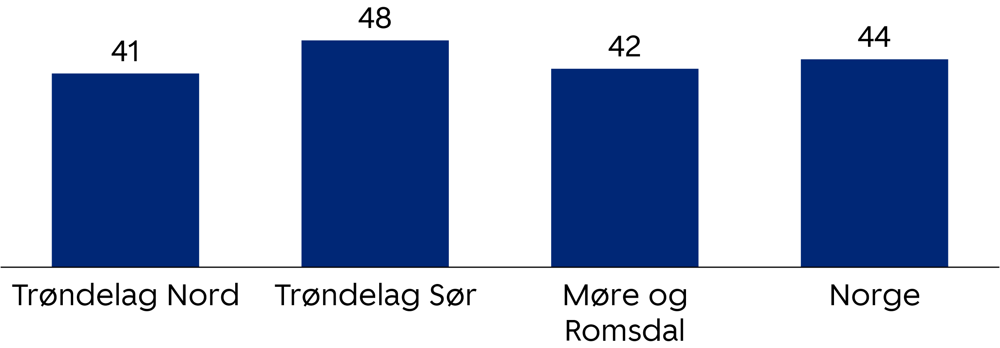 41
48
42
44
Trøndelag Nord
Trøndelag Sør
Møre og
Romsdal
Norge